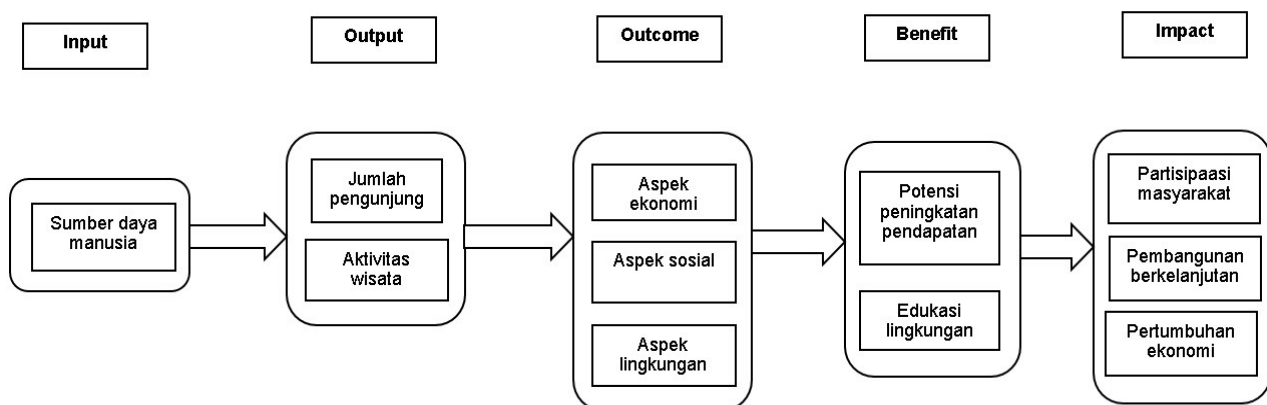 Input
Output
Outcome
Benefit
Impact
Sumber daya
manusia
Jumlah
pengunjung
Aktivitas
wisata
Aspek
ekonomi
Aspek sosial
Aspek
lingkungan
Potensi
peningkatan
pendapatan
Edukasi
lingkungan
Partisipaasi
masyarakat
Pembangunan
berkelanjutan
Pertumbuhan
ekonomi